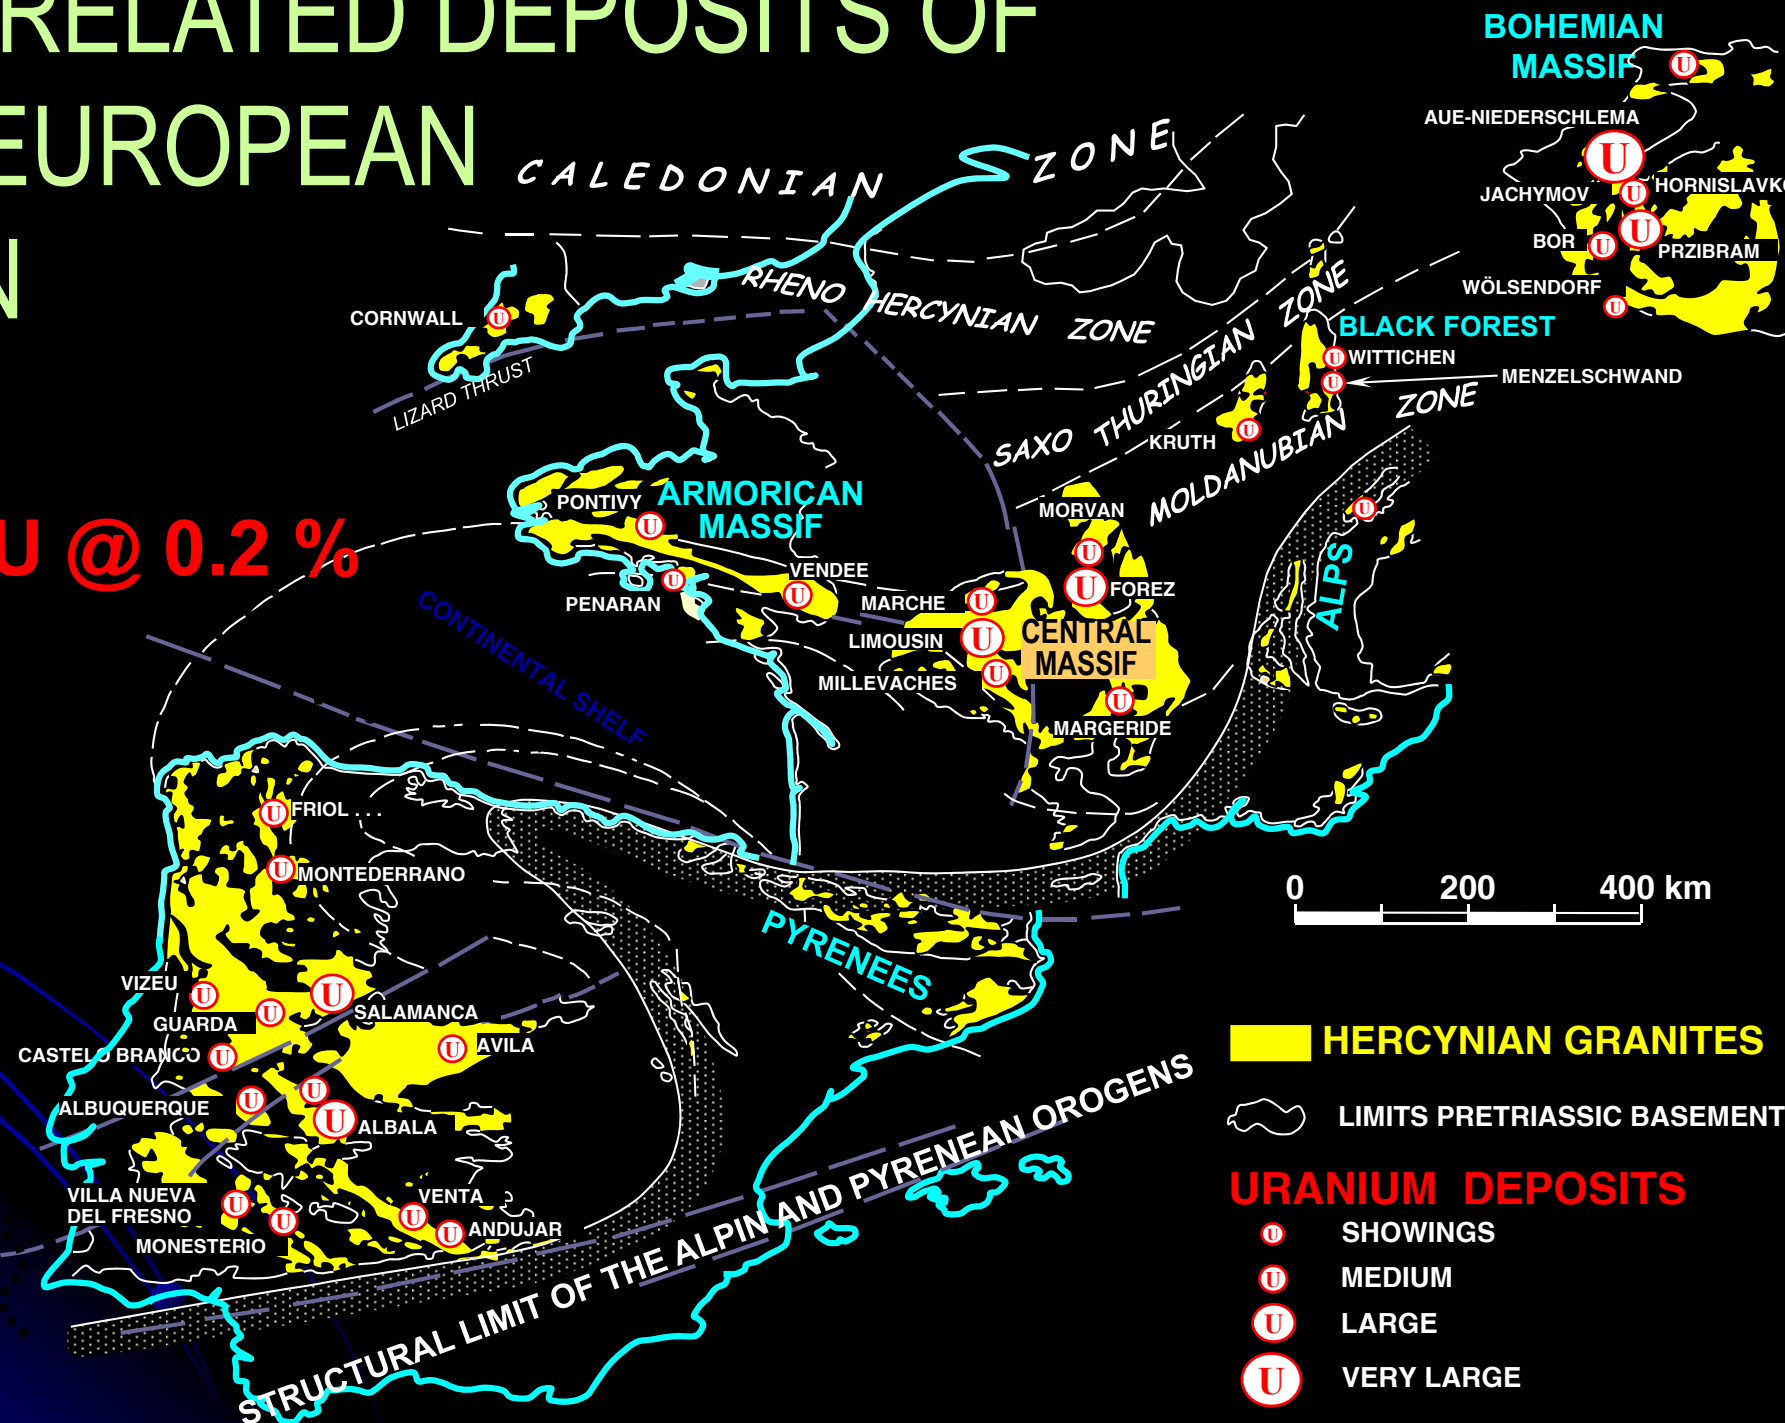 RELATED DEPOSITS OF
EUROPEAN
N
U @ 0.2 %
BOHEMIAN
MASSIF
AUE-NIEDERSCHLEMA
U
U
JACHYMOV
U
HORNISLAVKO
BOR
U
U
PRZIBRAM
WÖLSENDORF
U
CALEDONIAN ZONE
RHENO HERCYNIAN ZONE
SAXO THURINGIAN ZONE
MOLDANUBIAN ZONE
CORNWALL
U
LIZARD THRUST
BLACK FOREST
U
WITTICHEN
U
MENZELSCHWAND
KRUTH
U
ARMORICAN
MASSIF
PONTIVY
U
PENARAN
U
VENDEE
U
MORVAN
U
U
FOREZ
MARCHE
U
LIMOUSIN
U
MILLEVACHES
U
CENTRAL
MASSIF
U
MARGERIDE
U
ALPS
CONTINENTAL SHELF
U
FRIOL . . .
U
MONTEDERRANO
PYRENEES
0 200 400 km
VIZEU
U
GUARDA
U
U
SALAMANCA
CASTELO BRANCO
U
U
AVILA
ALBUQUERQUE
U
U
U
ALBALA
VILLA NUEVA
DEL FRESNO
U
MONESTERIO
U
VENTA
U
U
ANDUJAR
STRUCTURAL LIMIT OF THE ALPIN AND PYRENEAN OROGENS
HERCYNIAN GRANITES
LIMITS PRETRIASSIC BASEMENT
URANIUM DEPOSITS
U SHOWINGS
U MEDIUM
U LARGE
U VERY LARGE